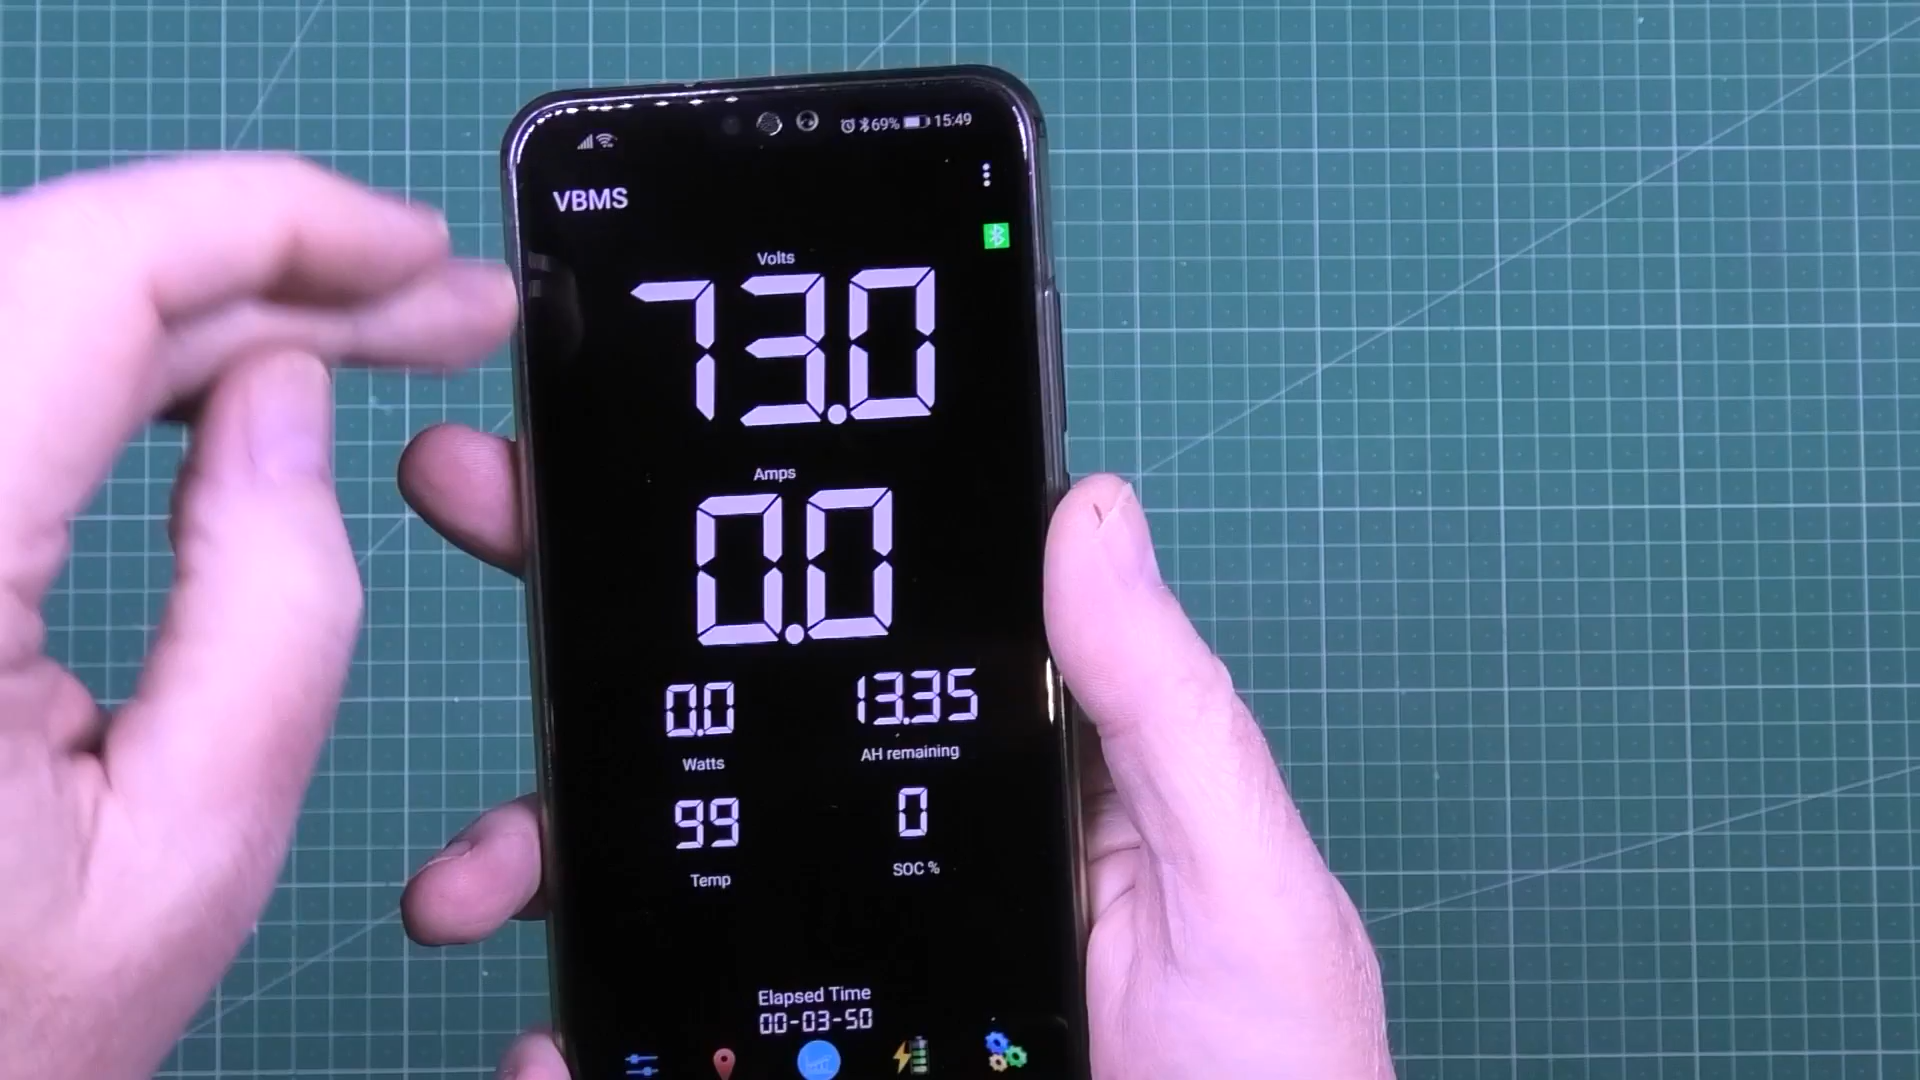 69% 15:49
VBMS
Volts
73.0
Amps
0.0
0.0 13.35
Watts AH remaining
99 0
Temp SOC %
Elapsed Time
00-03-50